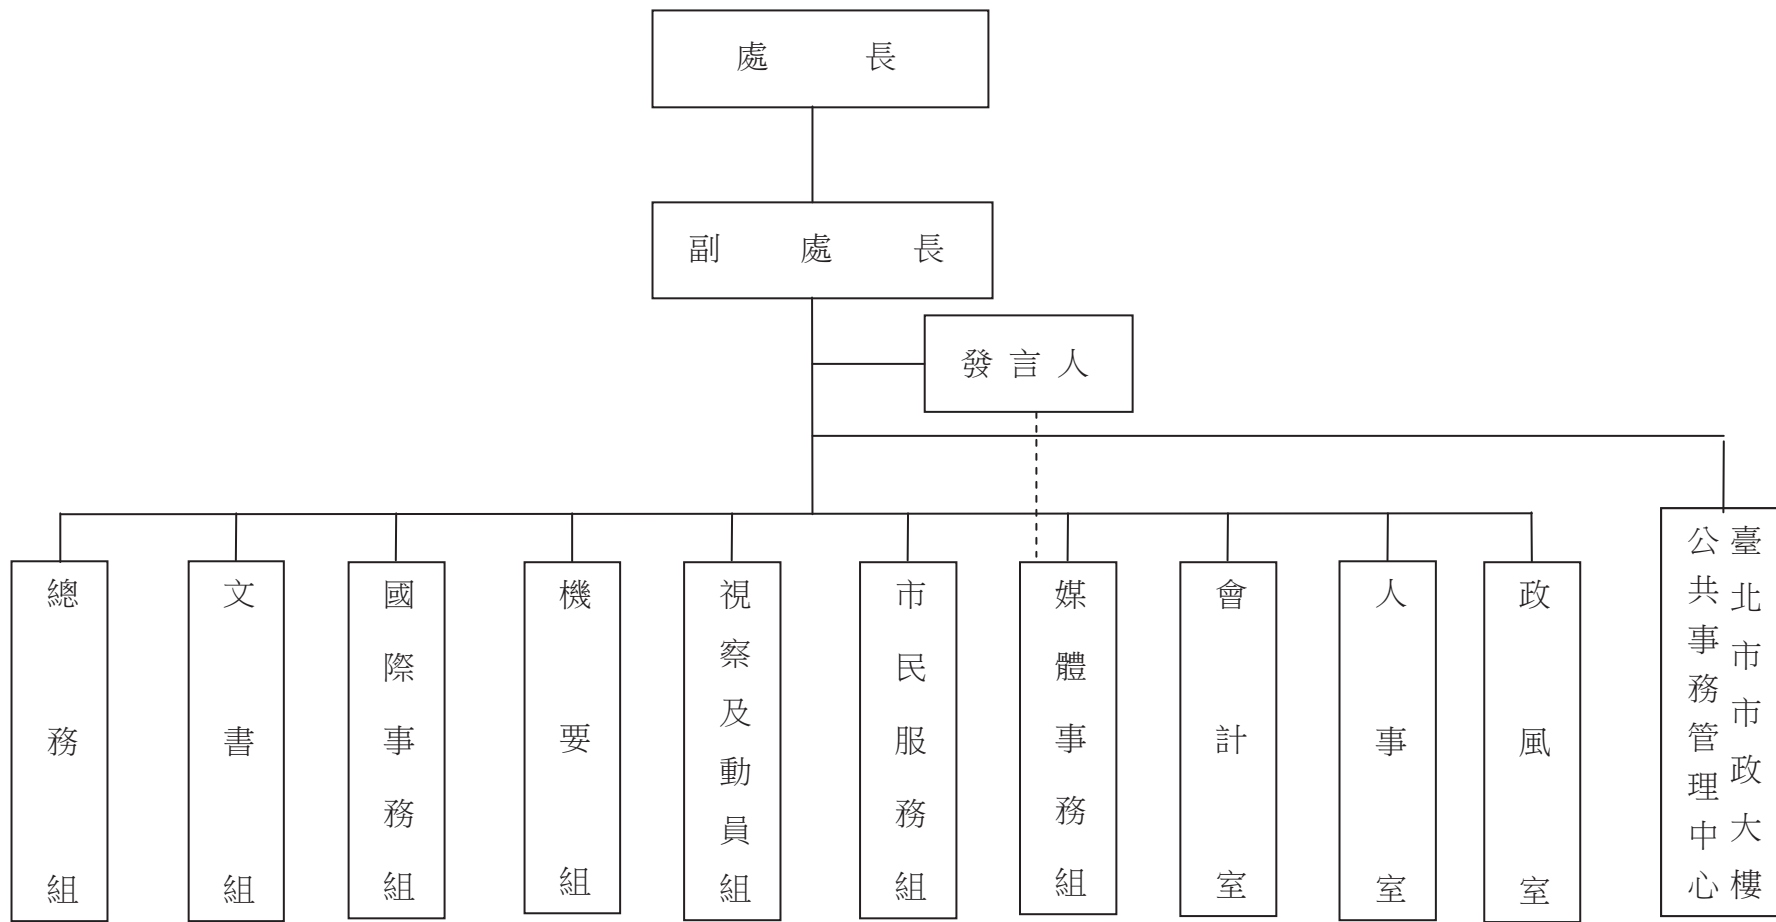 處長
副處長
發言人
總務組
文書組
國際事務組
機要組
視察及動員組
市民服務組
媒體事務組
會計室
人事室
政風室
臺北市市政大樓
公共事務管理中心